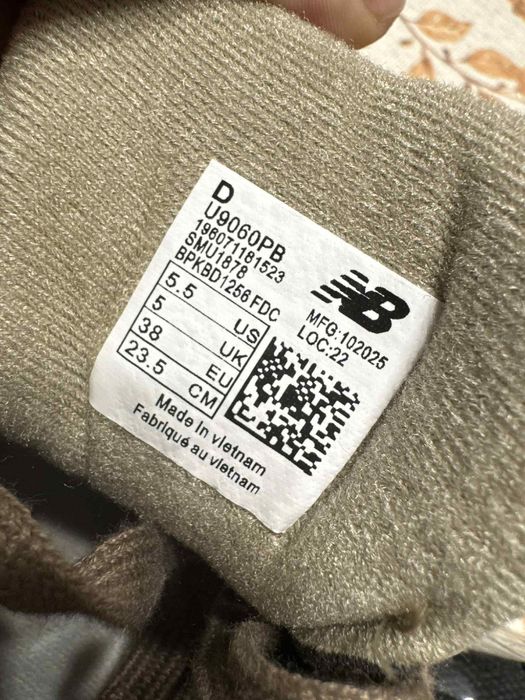 D
U9060PB
196071181523
SMU1878
BPKBD1256 FDC
5.5 US
5 UK
38 EU
23.5 CM
NB
MFG:102025
LOC:22
Made in vietnam
Fabriqué au vietnam